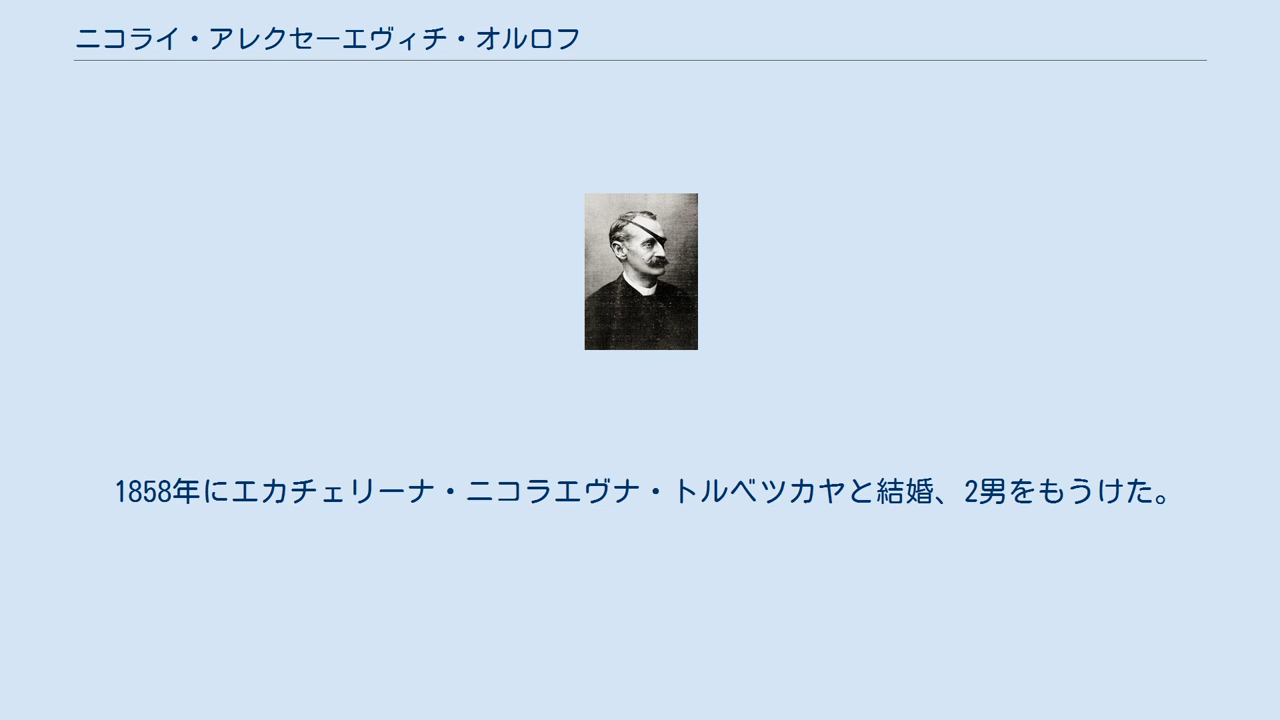 ニコライ・アレクセーエヴィチ・オルロフ
1858年にエカチェリーナ・ニコラエヴナ・トルベツカヤと結婚、2男をもうけた。